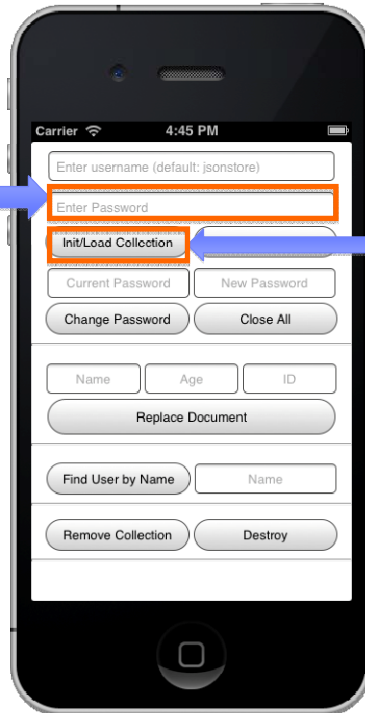 Carrier 4:45 PM
Enter username (default: jsonstore)
Enter Password
Init/Load Collection
Current Password New Password
Change Password Close All
Name Age ID
Replace Document
Find User by Name Name
Remove Collection Destroy